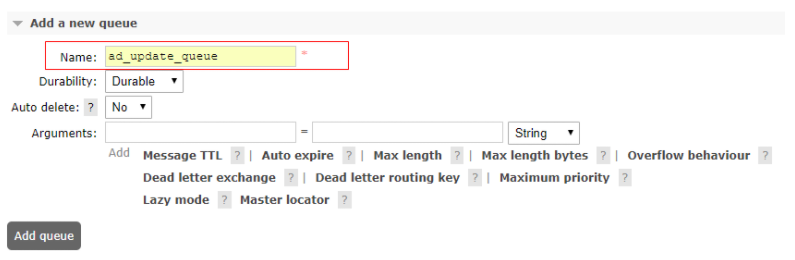 Add a new queue
Name: ad_update_queue *
Durability: Durable
Auto delete: ? No
Arguments: = String
Add Message TTL ? | Auto expire ? | Max length ? | Max length bytes ? | Overflow behaviour ?
Dead letter exchange ? | Dead letter routing key ? | Maximum priority ?
Lazy mode ? Master locator ?
Add queue